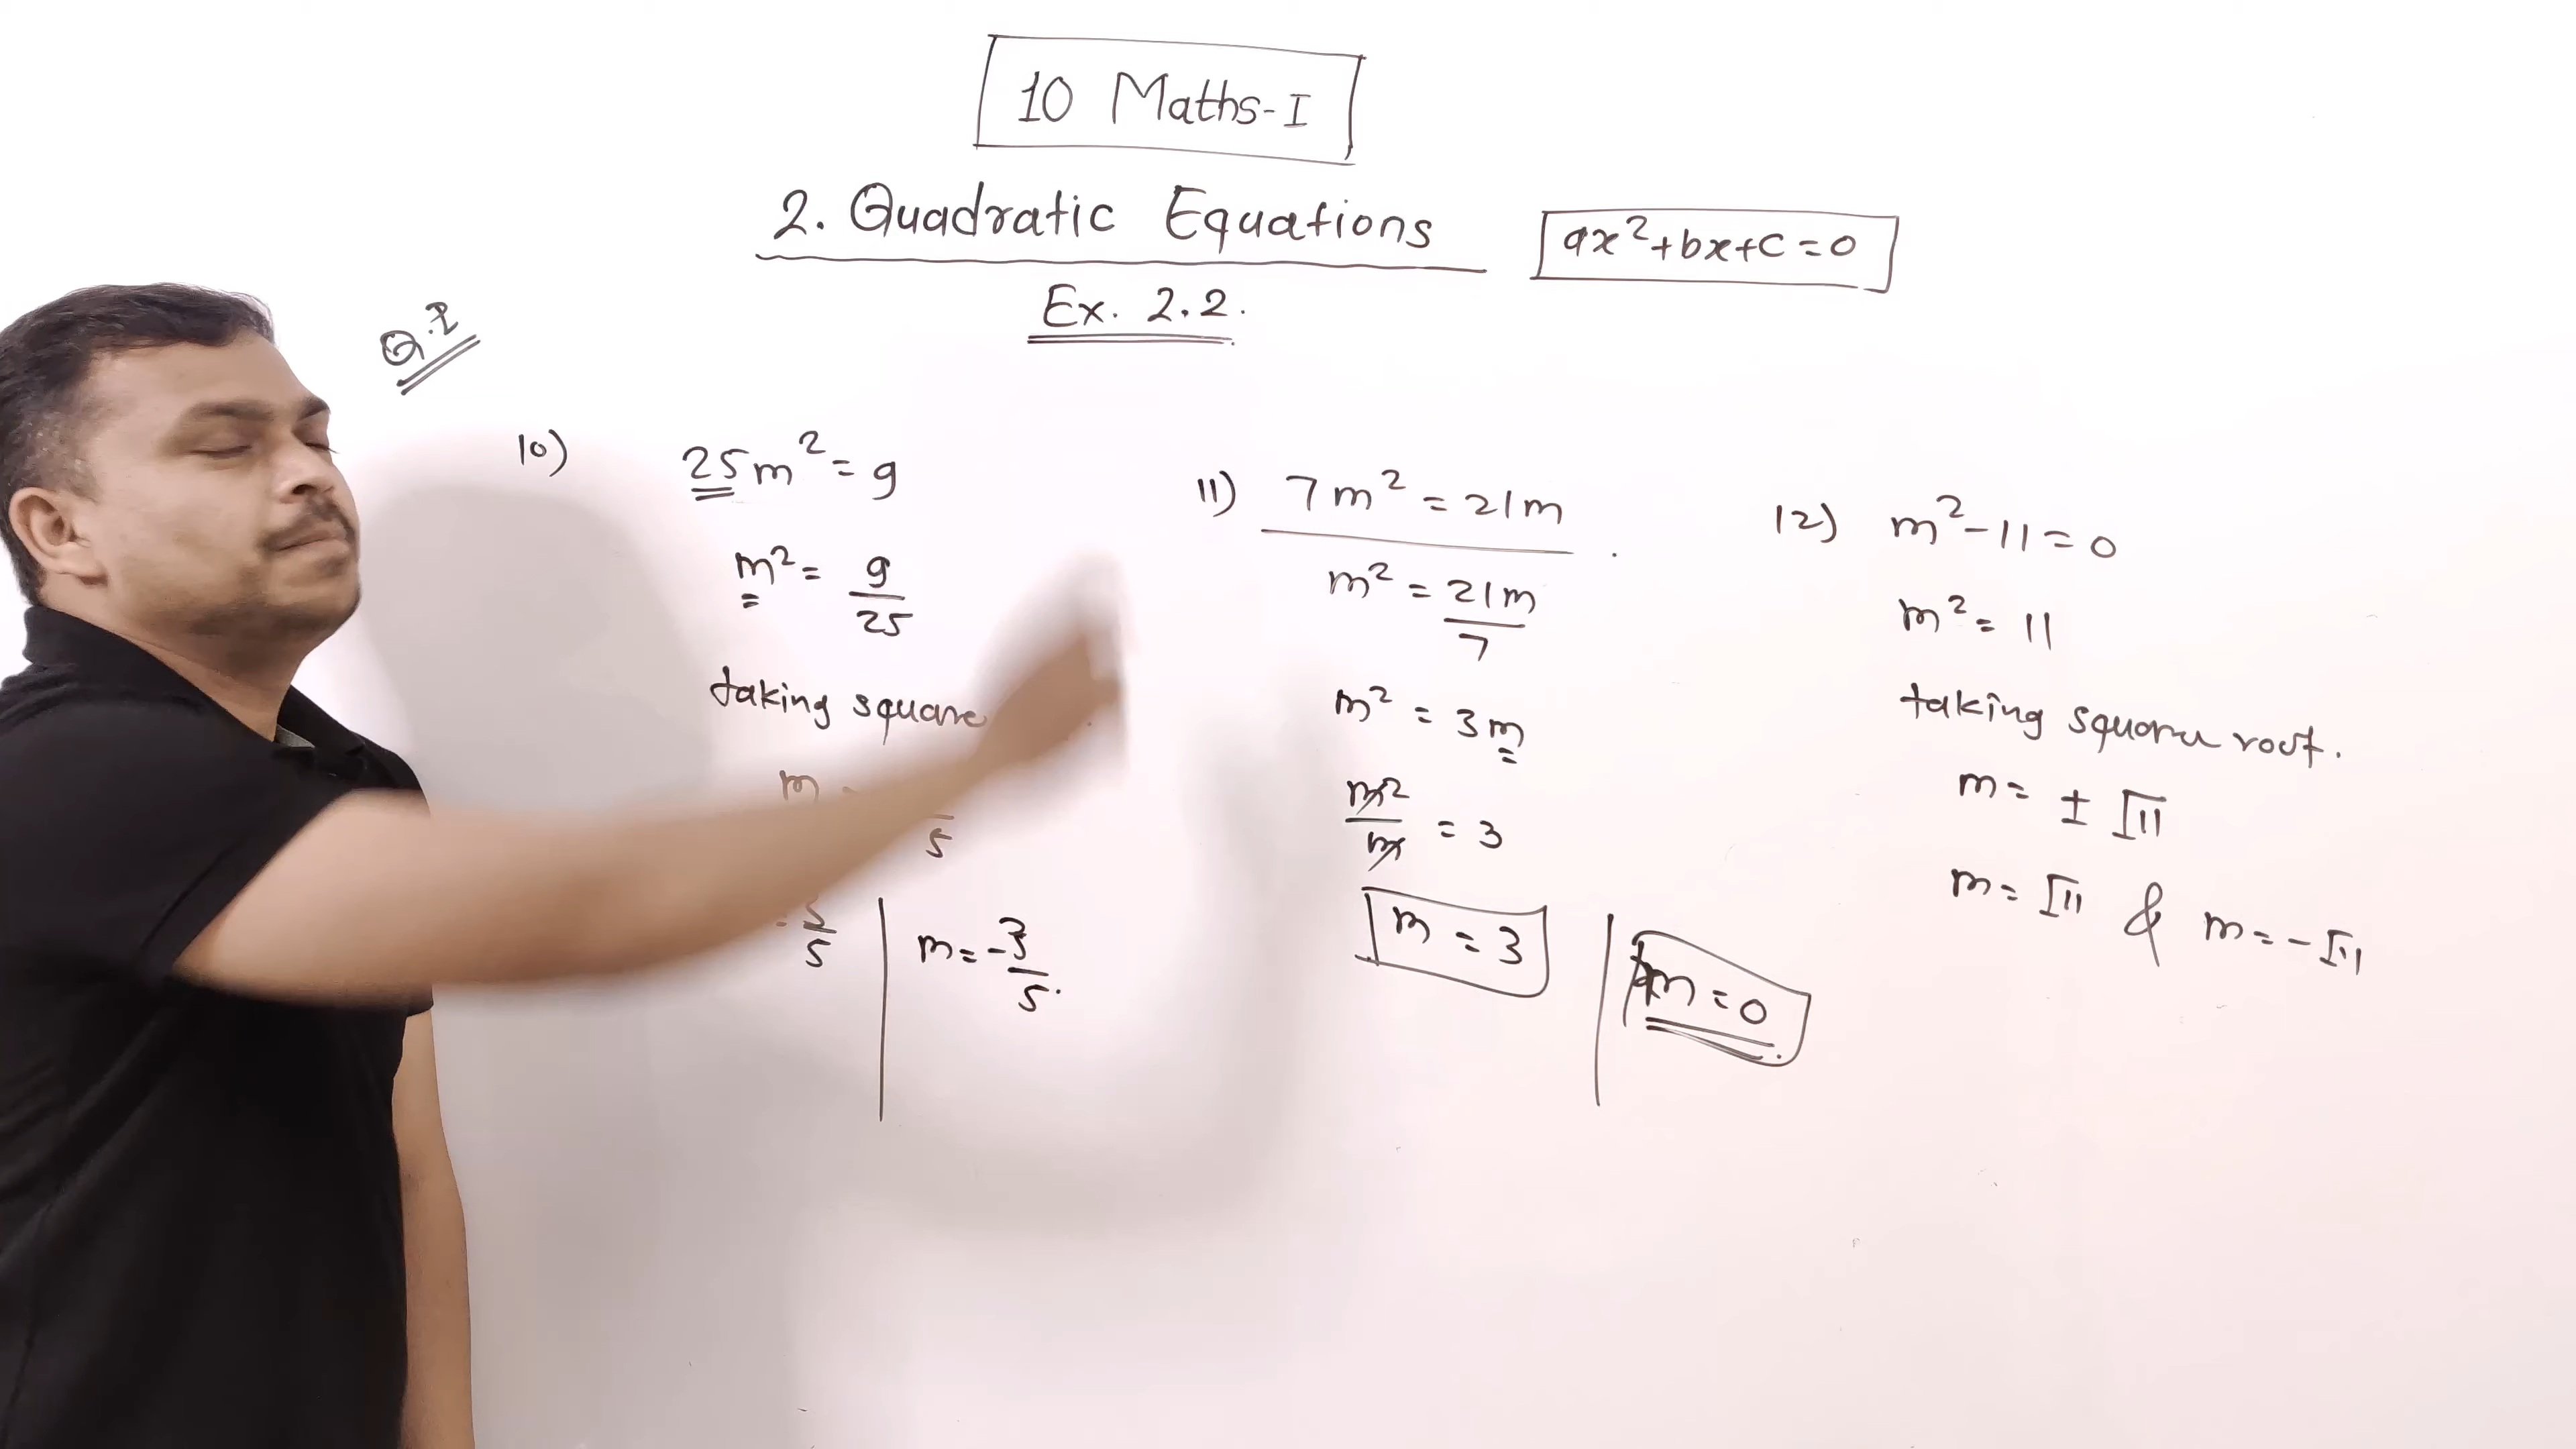 10 Maths-I
2. Quadratic Equations
ax²+bx+c=0
Ex. 2.2.
10) 25m² = 9
m² = 9/25
taking square
m
5
5
m = -3/5.
11) 7m² = 21m
m² = 21m/7
m² = 3m
m²/m = 3
m = 3
m = 0
12) m²-11=0
m² = 11
taking square root.
m = ± √11
m = √11 & m = -√11